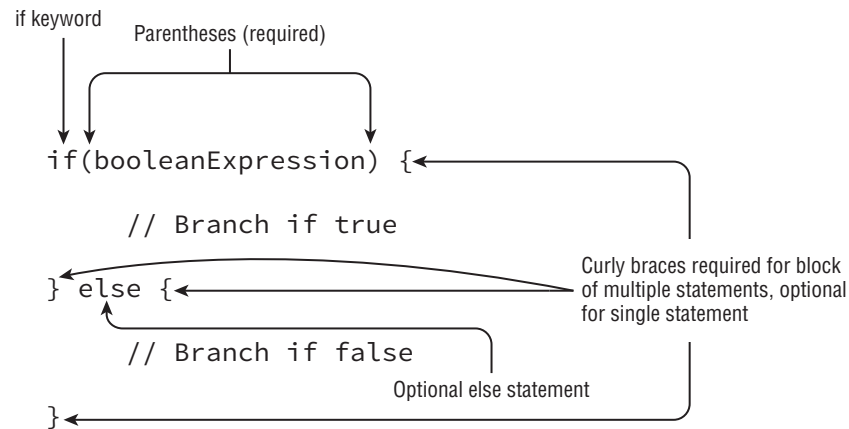 if keyword
Parentheses (required)
if(booleanExpression) {
// Branch if true
} else {
Curly braces required for block
of multiple statements, optional
for single statement
// Branch if false
Optional else statement
}